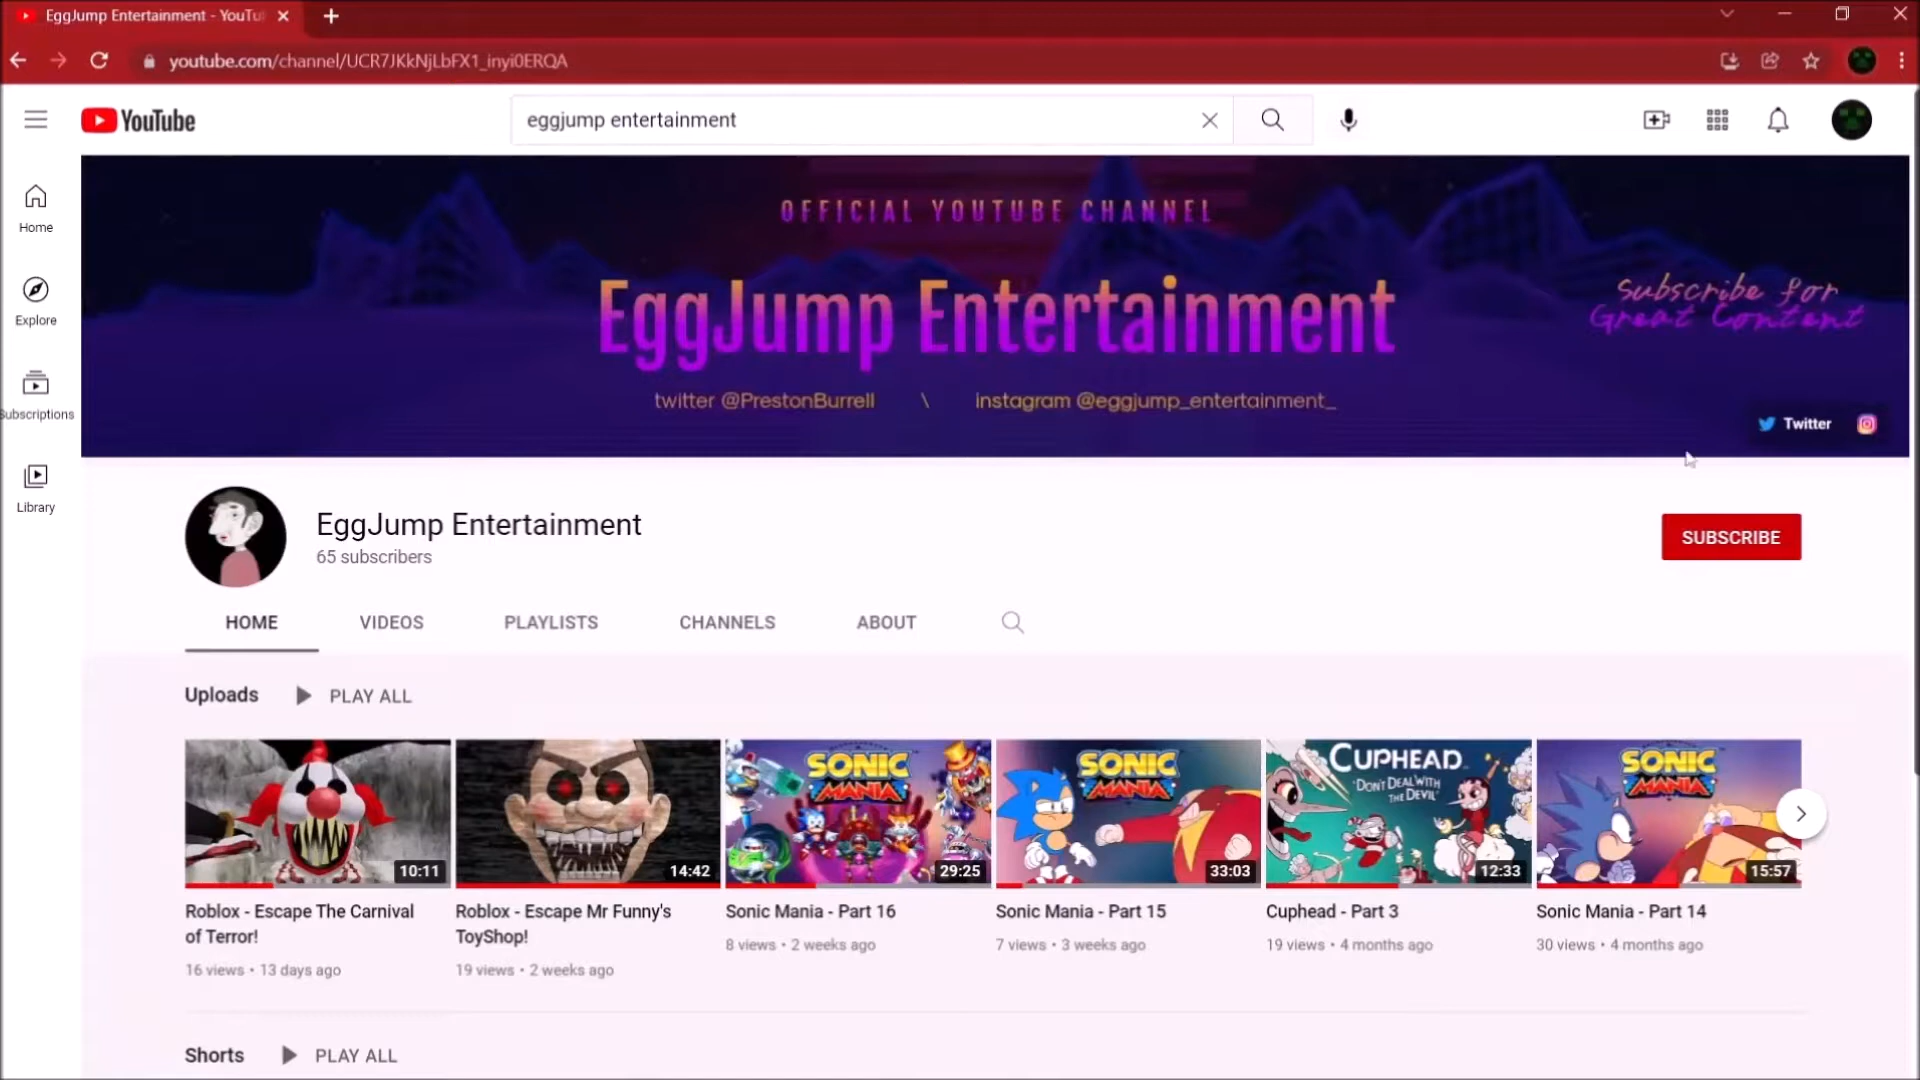 EggJump Entertainment - YouTu
youtube.com/channel/UCR7JKkNjLbFX1_inyi0ERQA
YouTube
eggjump entertainment
Home
Explore
Subscriptions
Library
OFFICIAL YOUTUBE CHANNEL
EggJump Entertainment
twitter @PrestonBurrell \ instagram @eggjump_entertainment_
Subscribe for
Great Content
Twitter
EggJump Entertainment
65 subscribers
SUBSCRIBE
HOME VIDEOS PLAYLISTS CHANNELS ABOUT
Uploads PLAY ALL
10:11
14:42
SONIC
MANIA
29:25
SONIC
MANIA
33:03
CUPHEAD
"DON'T DEAL WITH
THE DEVIL"
12:33
SONIC
MANIA
15:57
Roblox - Escape The Carnival
of Terror!
16 views • 13 days ago
Roblox - Escape Mr Funny's
ToyShop!
19 views • 2 weeks ago
Sonic Mania - Part 16
8 views • 2 weeks ago
Sonic Mania - Part 15
7 views • 3 weeks ago
Cuphead - Part 3
19 views • 4 months ago
Sonic Mania - Part 14
30 views • 4 months ago
Shorts PLAY ALL